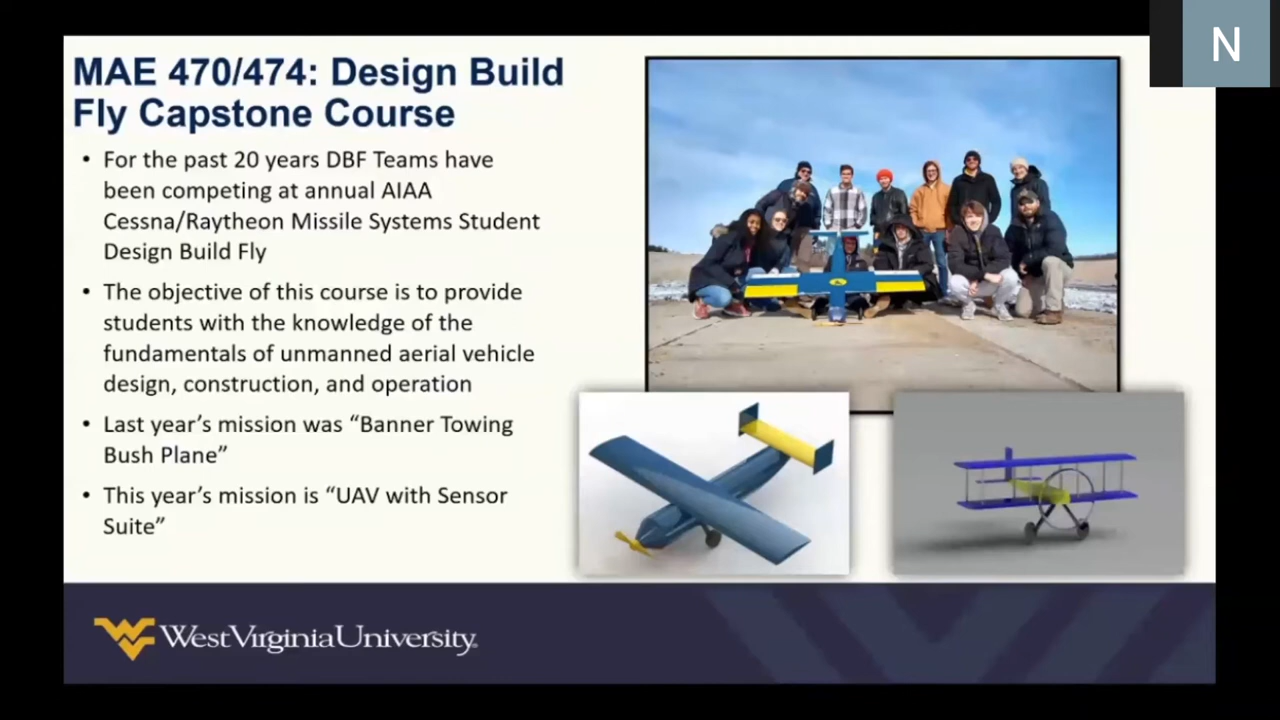 MAE 470/474: Design Build
Fly Capstone Course
• For the past 20 years DBF Teams have
been competing at annual AIAA
Cessna/Raytheon Missile Systems Student
Design Build Fly
• The objective of this course is to provide
students with the knowledge of the
fundamentals of unmanned aerial vehicle
design, construction, and operation
• Last year’s mission was “Banner Towing
Bush Plane”
• This year’s mission is “UAV with Sensor
Suite”
N
WestVirginiaUniversity.